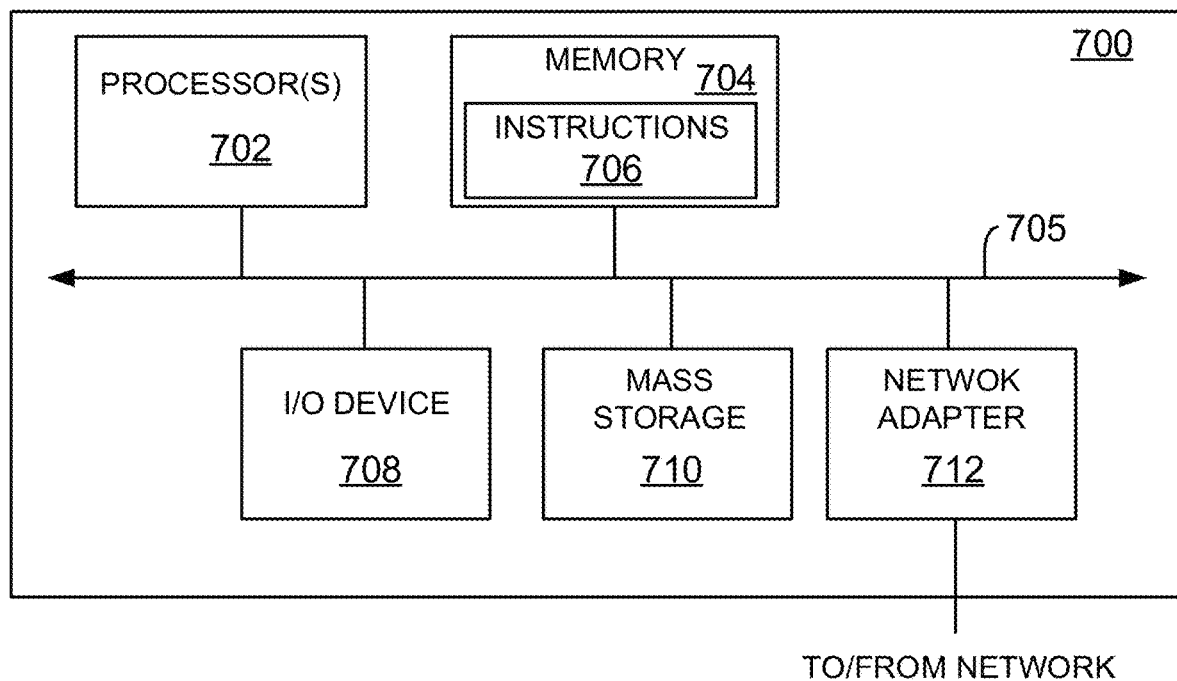 700
PROCESSOR(S)
702
MEMORY
704
INSTRUCTIONS
706
705
I/O DEVICE
708
MASS
STORAGE
710
NETWOK
ADAPTER
712
TO/FROM NETWORK